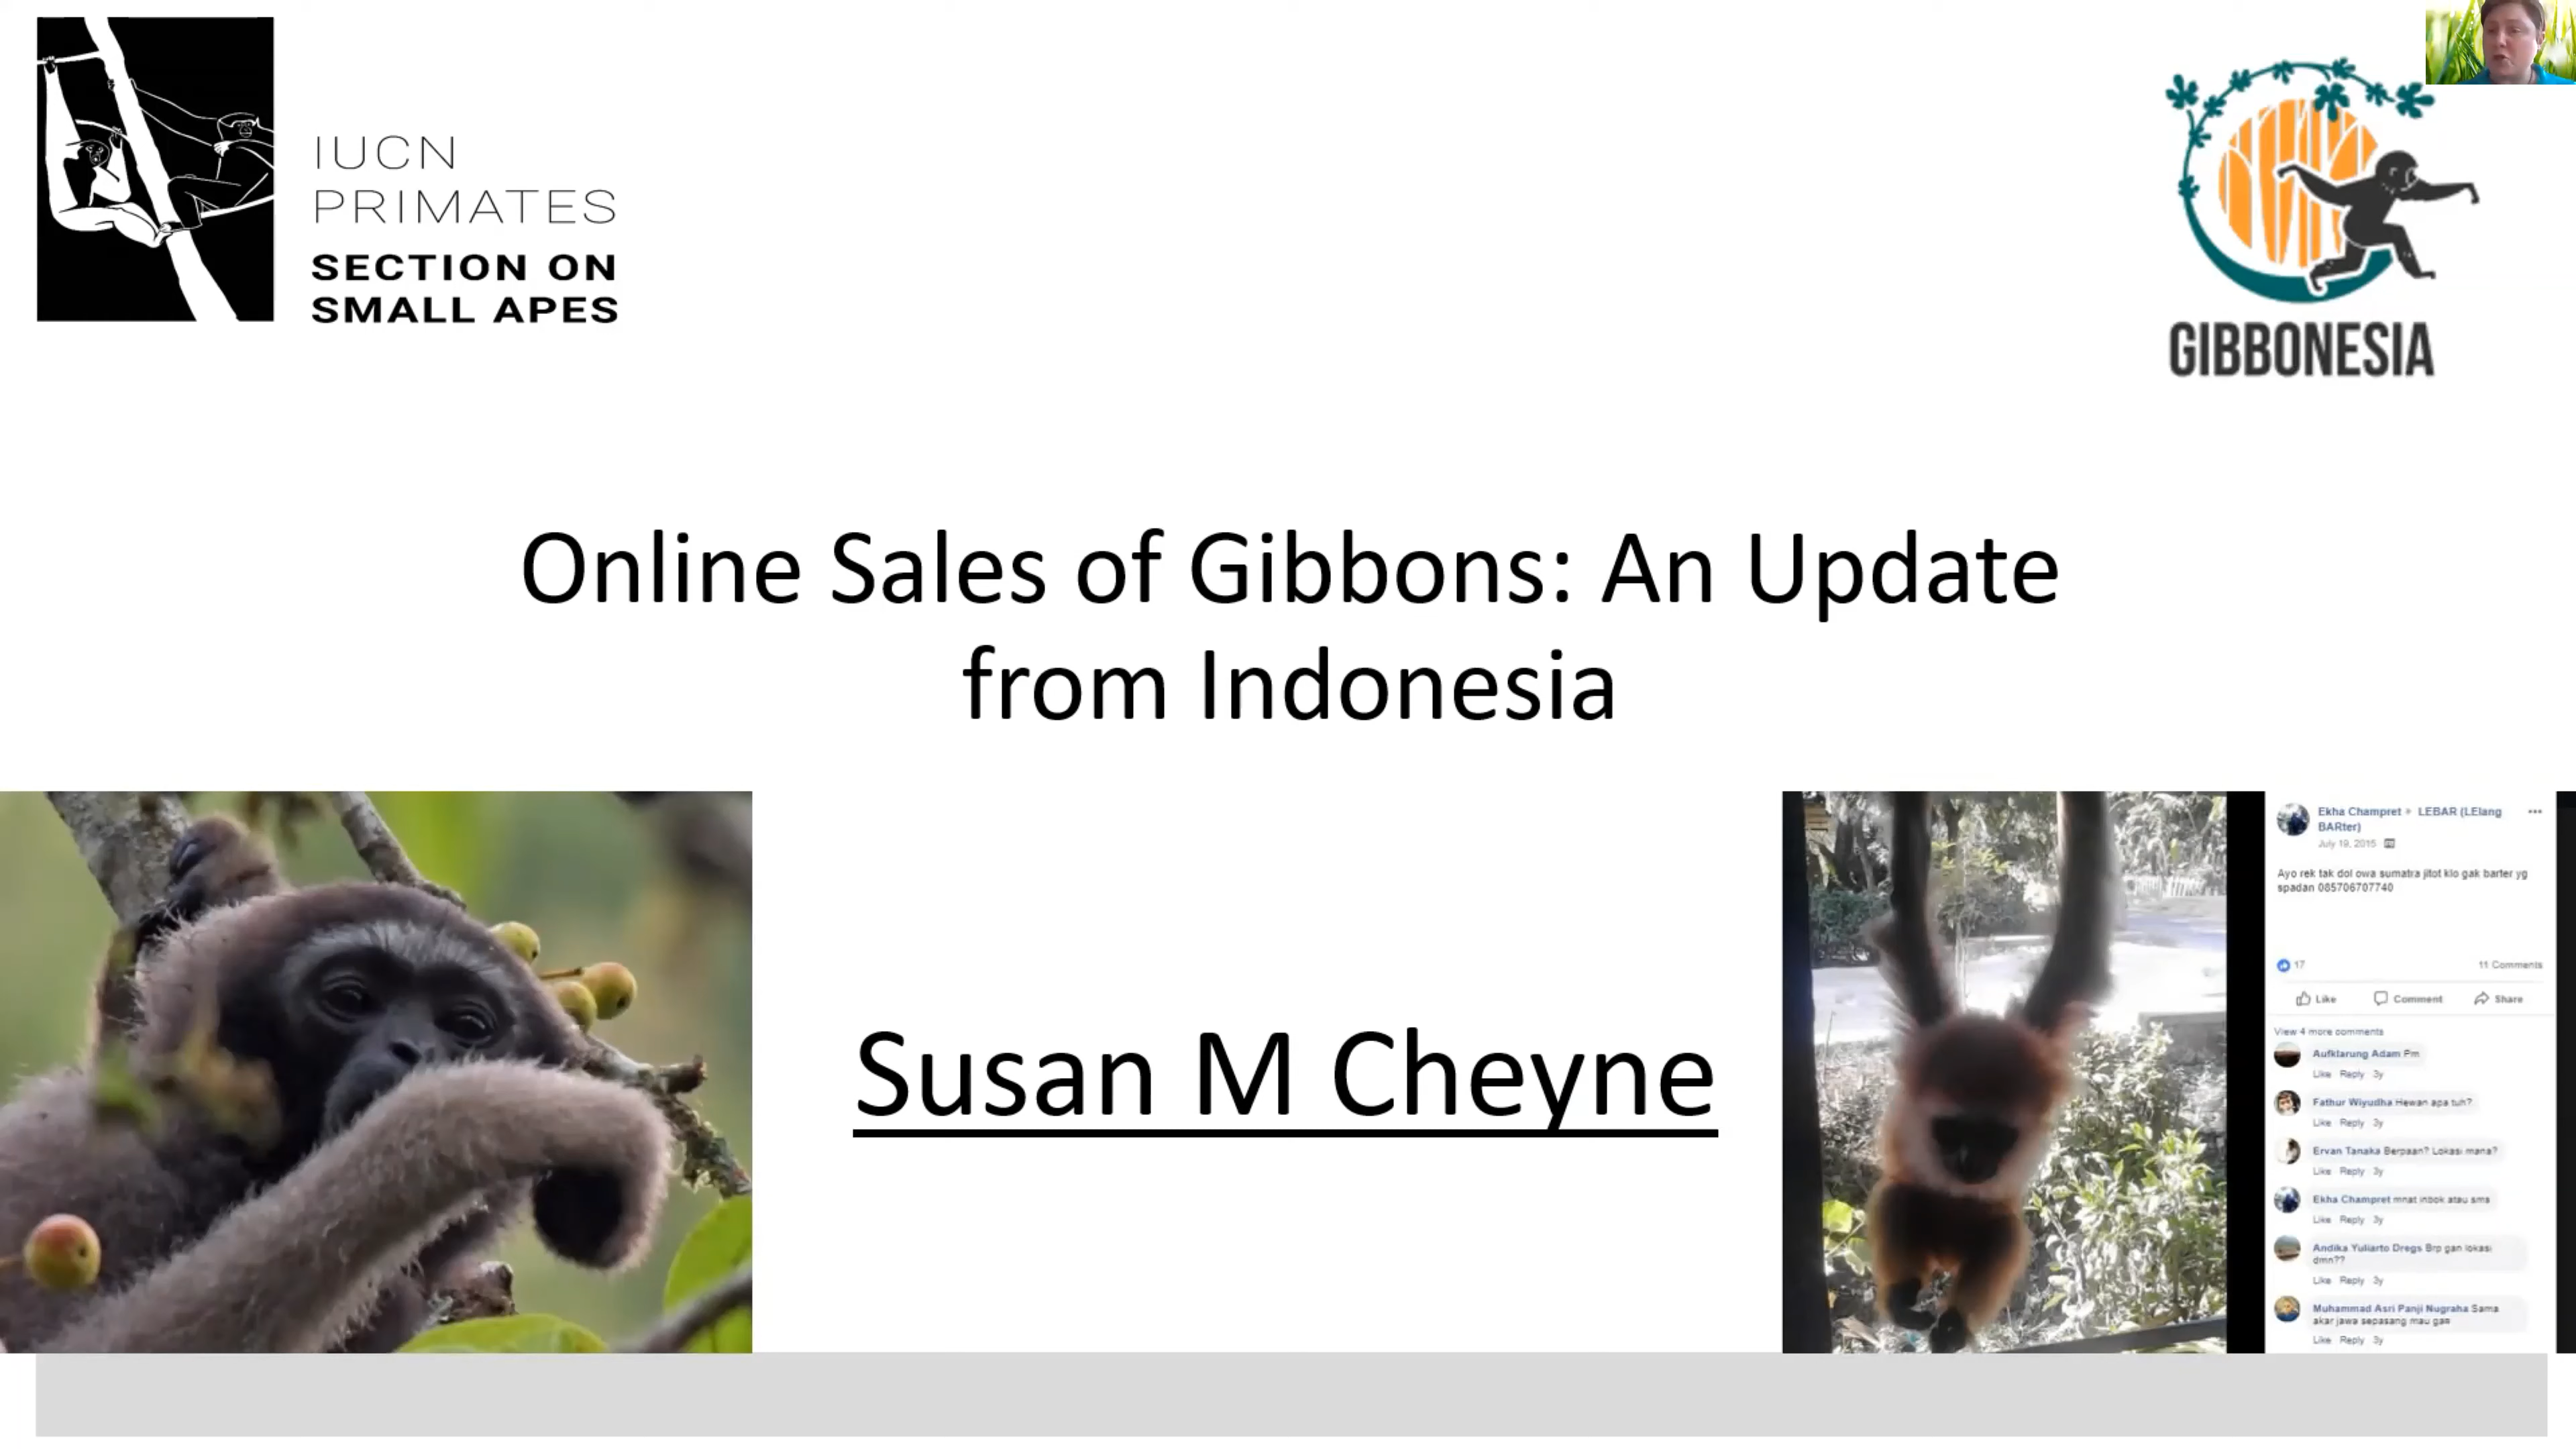 IUCN
PRIMATES
SECTION ON
SMALL APES
GIBBONESIA
Online Sales of Gibbons: An Update
from Indonesia
Susan M Cheyne
Ekha Champret ▸ LEBAR (LElang
BARter)
July 19, 2015
Ayo rek tak dol owa sumatra jitot klo gak barter yg
spadan 085706707740
17 11 Comments
Like Comment Share
View 4 more comments
Aufklarung Adam Pm
Like Reply 3y
Fathur Wiyudha Hewan apa tuh?
Like Reply 3y
Ervan Tanaka Berpaan? Lokasi mana?
Like Reply 3y
Ekha Champret mnat inbok atau sms
Like Reply 3y
Andika Yuliarto Dregs Brp gan lokasi
dmn??
Like Reply 3y
Muhammad Asri Panji Nugraha Sama
akar jawa sepasang mau gan
Like Reply 3y